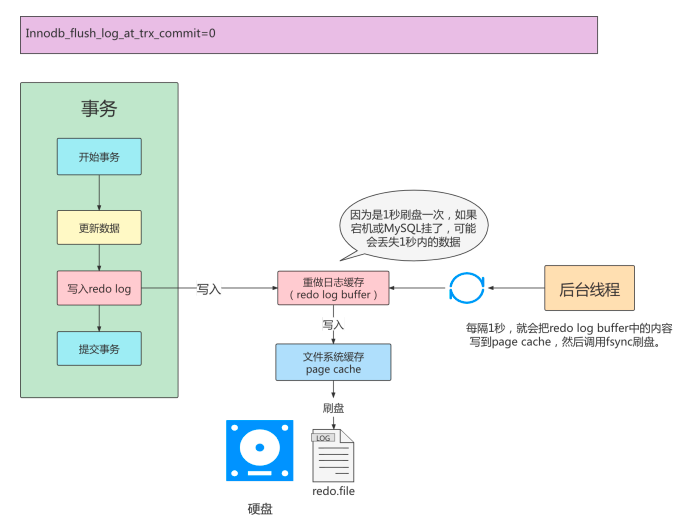 Innodb_flush_log_at_trx_commit=0
事务
开始事务
更新数据
写入redo log
提交事务
写入
因为是1秒刷盘一次，如果
宕机或MySQL挂了，可能
会丢失1秒内的数据
重做日志缓存
（redo log buffer）
写入
文件系统缓存
page cache
刷盘
LOG
redo.file
硬盘
后台线程
每隔1秒，就会把redo log buffer中的内容
写到page cache，然后调用fsync刷盘。